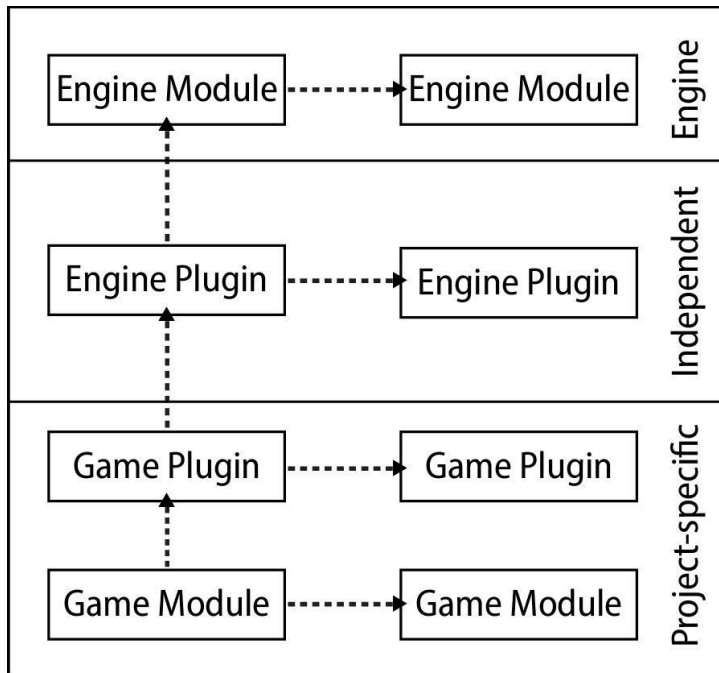 Engine Module
Engine Module
Engine
Engine Plugin
Engine Plugin
Independent
Game Plugin
Game Plugin
Game Module
Game Module
Project-specific